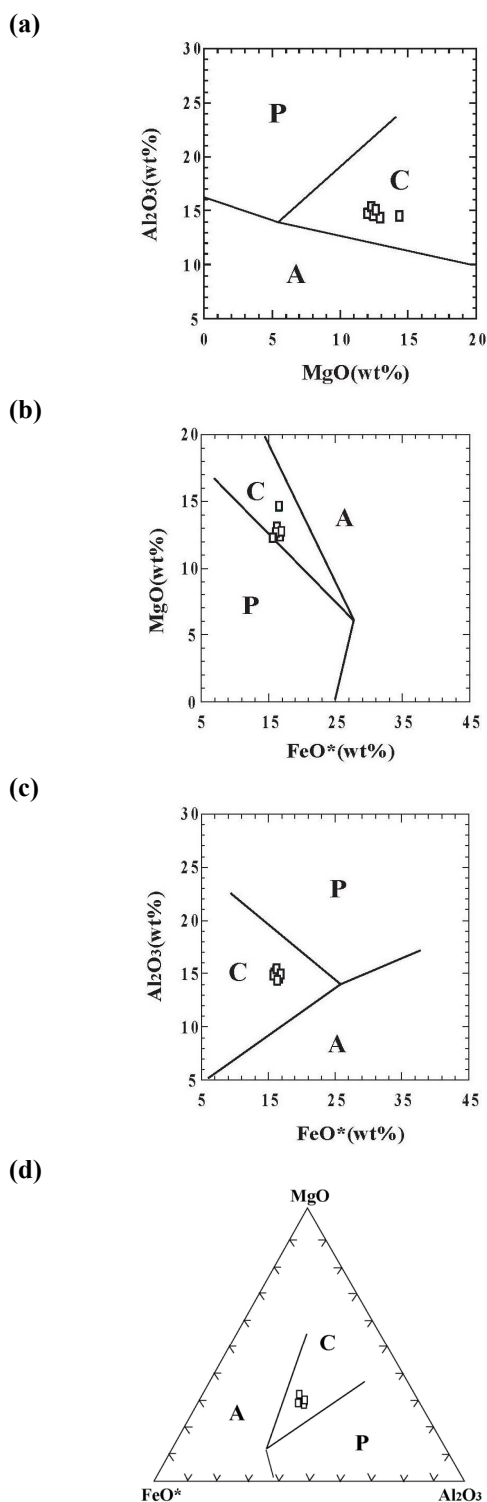 (a)
30
25
20
15
10
5
Al₂O₃(wt%)
P
C
A
0 5 10 15 20
MgO(wt%)
(b)
20
15
10
5
0
MgO(wt%)
C
A
P
5 15 25 35 45
FeO*(wt%)
(c)
30
25
20
15
10
5
Al₂O₃(wt%)
P
C
A
5 15 25 35 45
FeO*(wt%)
(d)
MgO
C
A
P
FeO* Al₂O₃